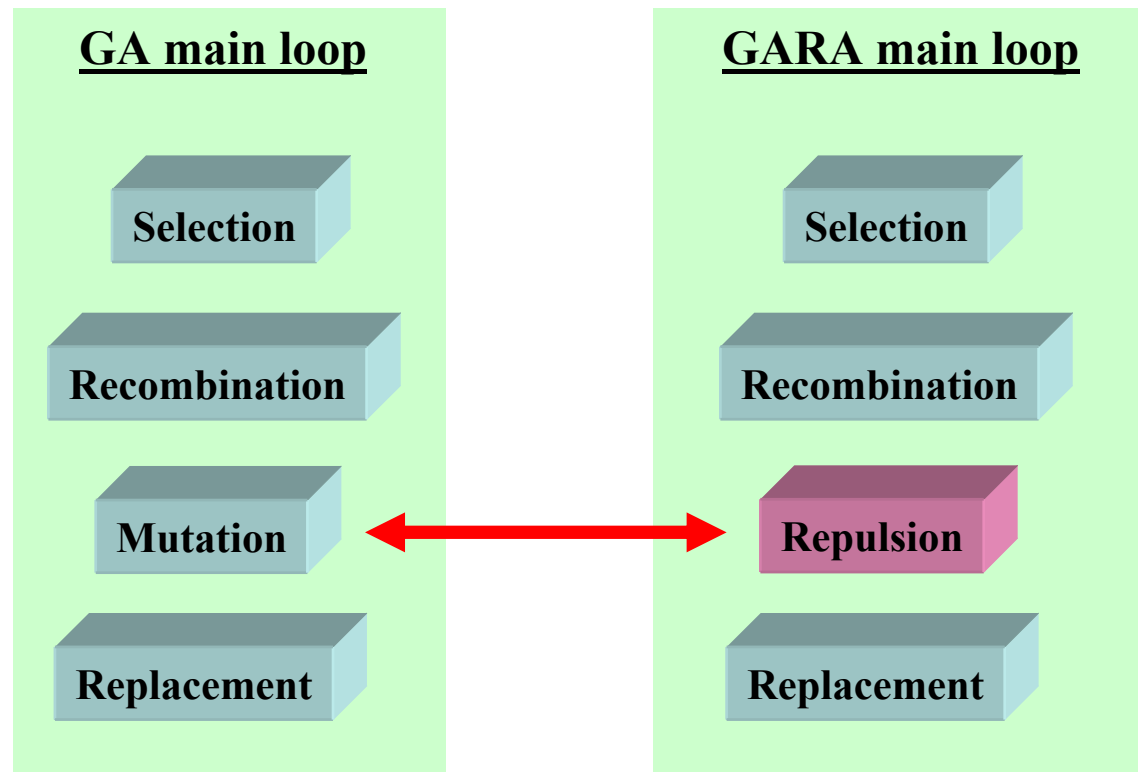 GA main loop
Selection
Recombination
Mutation
Replacement
GARA main loop
Selection
Recombination
Repulsion
Replacement